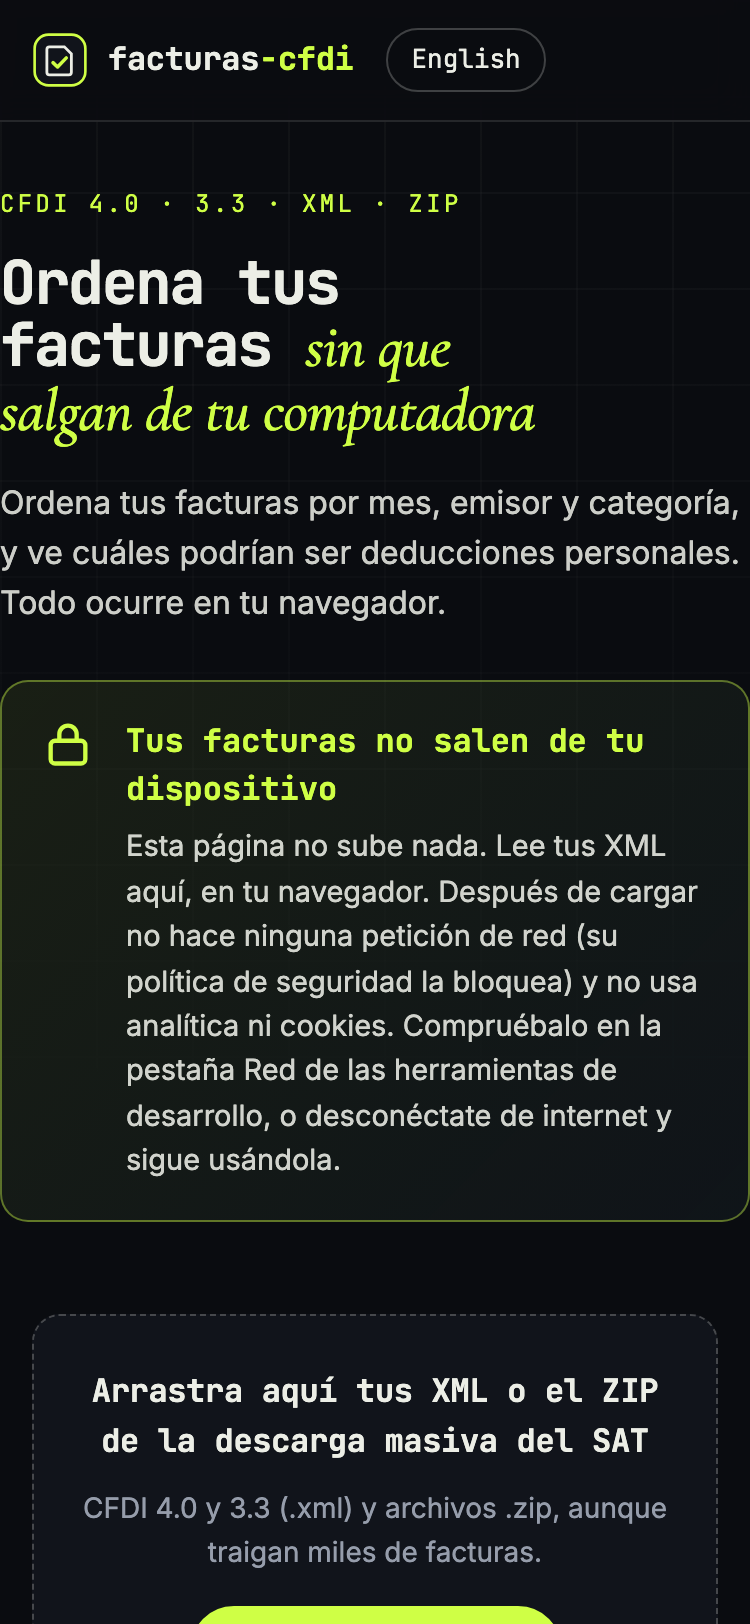 facturas-cfdi English
CFDI 4.0 · 3.3 · XML · ZIP
Ordena tus
facturas sin que
salgan de tu computadora
Ordena tus facturas por mes, emisor y categoría,
y ve cuáles podrían ser deducciones personales.
Todo ocurre en tu navegador.
Tus facturas no salen de tu
dispositivo
Esta página no sube nada. Lee tus XML
aquí, en tu navegador. Después de cargar
no hace ninguna petición de red (su
política de seguridad la bloquea) y no usa
analítica ni cookies. Compruébalo en la
pestaña Red de las herramientas de
desarrollo, o desconéctate de internet y
sigue usándola.
Arrastra aquí tus XML o el ZIP
de la descarga masiva del SAT
CFDI 4.0 y 3.3 (.xml) y archivos .zip, aunque
traigan miles de facturas.